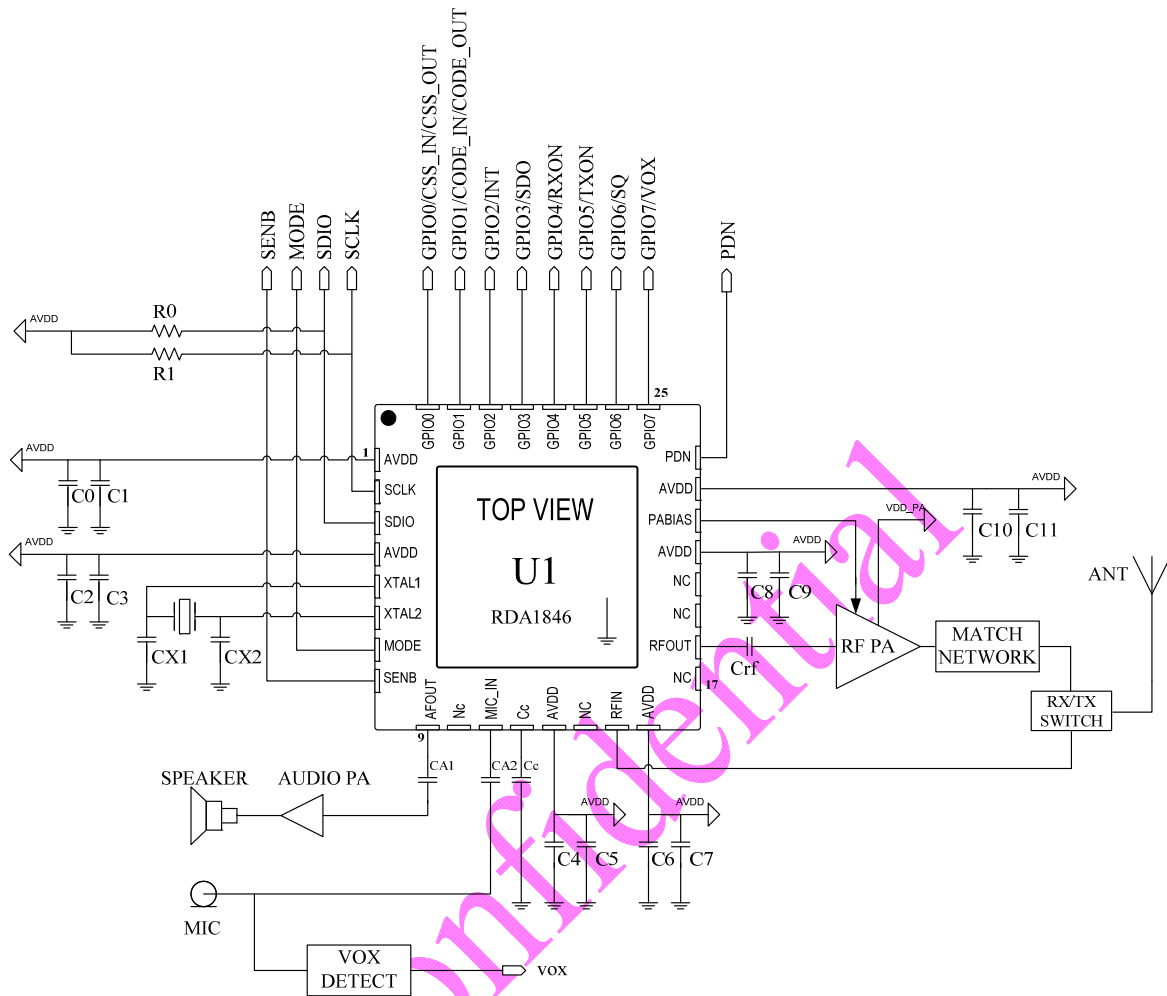 SENB
MODE
SDIO
SCLK
GPIO0/CSS_IN/CSS_OUT
GPIO1/CODE_IN/CODE_OUT
GPIO2/INT
GPIO3/SDO
GPIO4/RXON
GPIO5/TXON
GPIO6/SQ
GPIO7/VOX
PDN
AVDD
R0
R1
25
GPIO0
GPIO1
GPIO2
GPIO3
GPIO4
GPIO5
GPIO6
GPIO7
AVDD
1
AVDD
SCLK
SDIO
AVDD
XTAL1
XTAL2
MODE
SENB
C0
C1
AVDD
C2
C3
CX1
CX2
TOP VIEW
U1
RDA1846
PDN
AVDD
PABIAS
AVDD
NC
NC
RFOUT
NC
17
AVDD
C10
C11
VDD_PA
AVDD
C8
C9
Crf
RF PA
MATCH
NETWORK
ANT
RX/TX
SWITCH
AFOUT
Nc
MIC_IN
Cc
AVDD
NC
RFIN
AVDD
9
CA1
CA2
Cc
SPEAKER
AUDIO PA
AVDD
C4
C5
AVDD
C6
C7
MIC
VOX
DETECT
VOX
onfidential